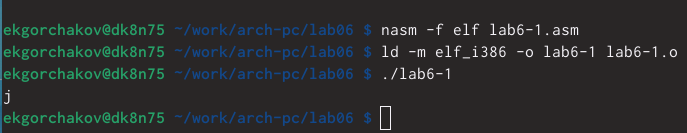 ekgorchakov@dk8n75 ~/work/arch-pc/lab06 $ nasm -f elf lab6-1.asm
ekgorchakov@dk8n75 ~/work/arch-pc/lab06 $ ld -m elf_i386 -o lab6-1 lab6-1.o
ekgorchakov@dk8n75 ~/work/arch-pc/lab06 $ ./lab6-1
j
ekgorchakov@dk8n75 ~/work/arch-pc/lab06 $